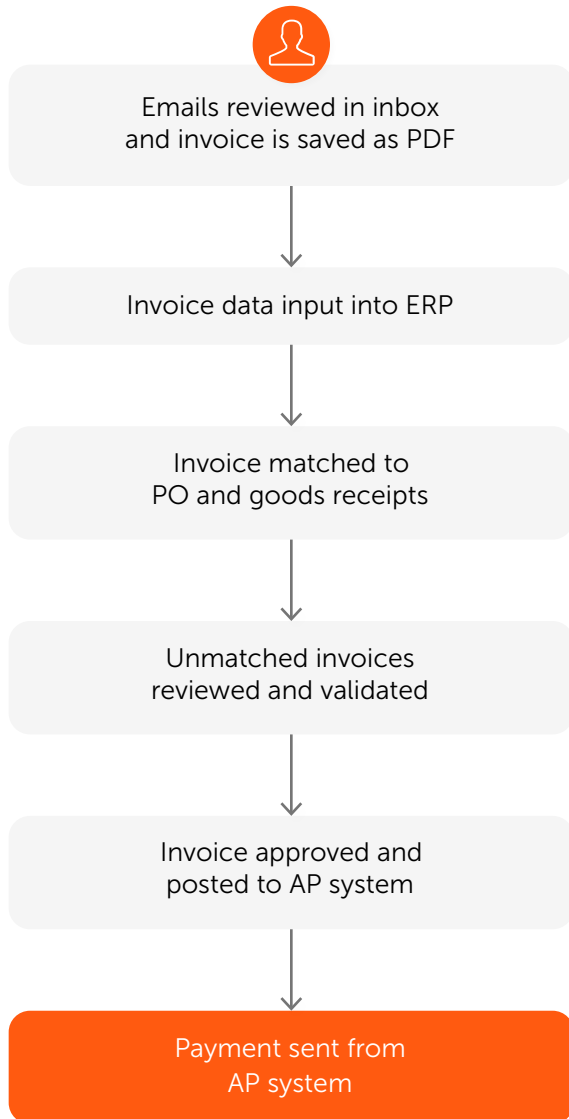 Emails reviewed in inbox
and invoice is saved as PDF
Invoice data input into ERP
Invoice matched to
PO and goods receipts
Unmatched invoices
reviewed and validated
Invoice approved and
posted to AP system
Payment sent from
AP system